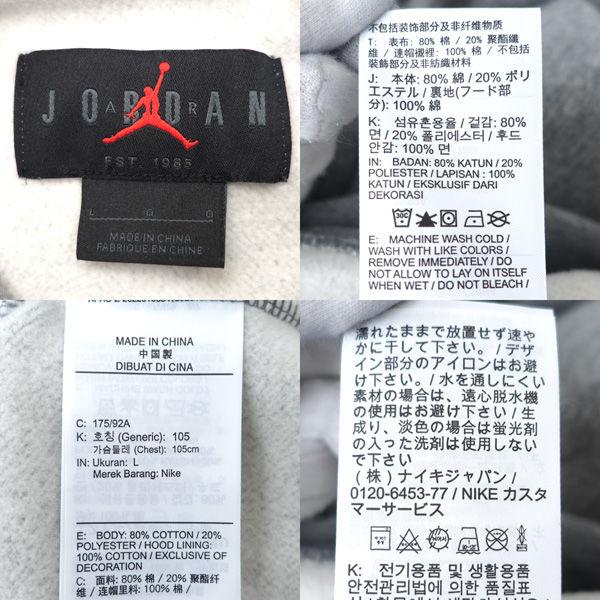 JORDAN
AIR
EST. 1985
L G G
MADE IN CHINA
FABRIQUÉ EN CHINE
不包括装饰部分及非纤维物质
T: 表布: 80% 棉 / 20% 聚酯纖
維 / 連帽襯裡: 100% 棉 / 不包括
裝飾部分及非紡織材料
J: 本体: 80% 綿 / 20% ポリ
エステル / 裏地(フード部
分): 100% 綿
K: 섬유혼용율 / 겉감: 80%
면 / 20% 폴리에스터 / 후드
안감: 100% 면
IN: BADAN: 80% KATUN / 20%
POLIESTER / LAPISAN : 100%
KATUN / EKSKLUSIF DARI
DEKORASI
E: MACHINE WASH COLD /
WASH WITH LIKE COLORS /
REMOVE IMMEDIATELY / DO
NOT ALLOW TO LAY ON ITSELF
WHEN WET / DO NOT BLEACH /
MADE IN CHINA
中国製
DIBUAT DI CINA
C: 175/92A
K: 호칭 (Generic): 105
가슴둘레 (Chest): 105cm
IN: Ukuran: L
Merek Barang: Nike
E: BODY: 80% COTTON / 20%
POLYESTER / HOOD LINING:
100% COTTON / EXCLUSIVE OF
DECORATION
C: 面料: 80% 棉 / 20% 聚酯纤
维 / 连帽里料: 100% 棉 /
濡れたままで放置せず速や
かに干して下さい。/ デザ
イン部分のアイロンはお避
け下さい。/ 水を通しにくい
素材の場合は、遠心脱水機
の使用はお避け下さい / 生
成り、淡色の場合は蛍光剤
の入った洗剤は使用しない
で下さい
(株) ナイキジャパン /
0120-6453-77 / NIKE カスタ
マーサービス
K: 전기용품 및 생활용품
안전관리법에 의한 품질표